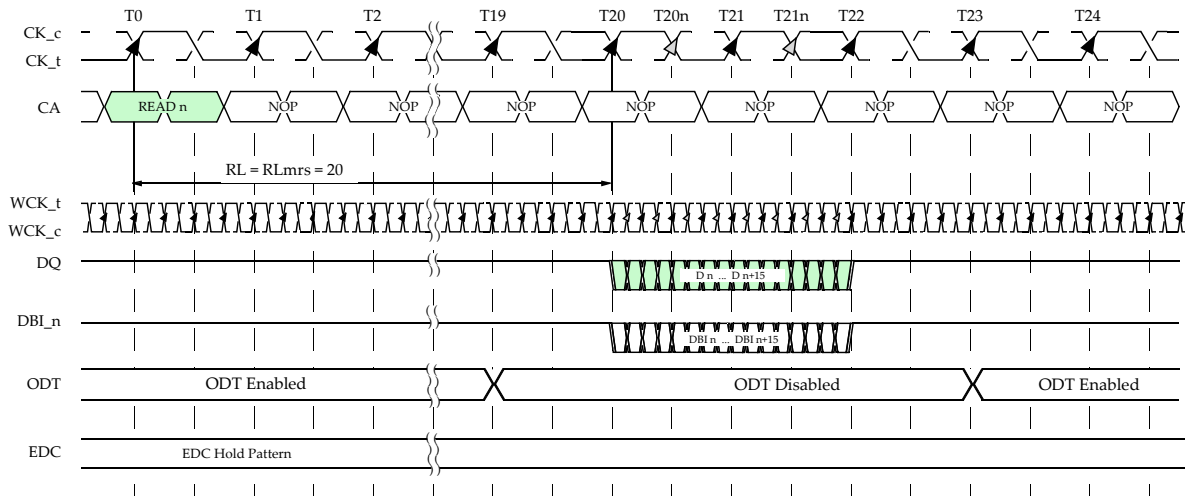 T0 T1 T2 T19 T20 T20n T21 T21n T22 T23 T24
CK_c
CK_t
CA READ n NOP NOP NOP NOP NOP NOP NOP NOP
RL = RLmrs = 20
WCK_t
WCK_c
DQ D n ... D n+15
DBI_n
DBI n ... DBI n+15
ODT ODT Enabled ODT Disabled ODT Enabled
EDC EDC Hold Pattern